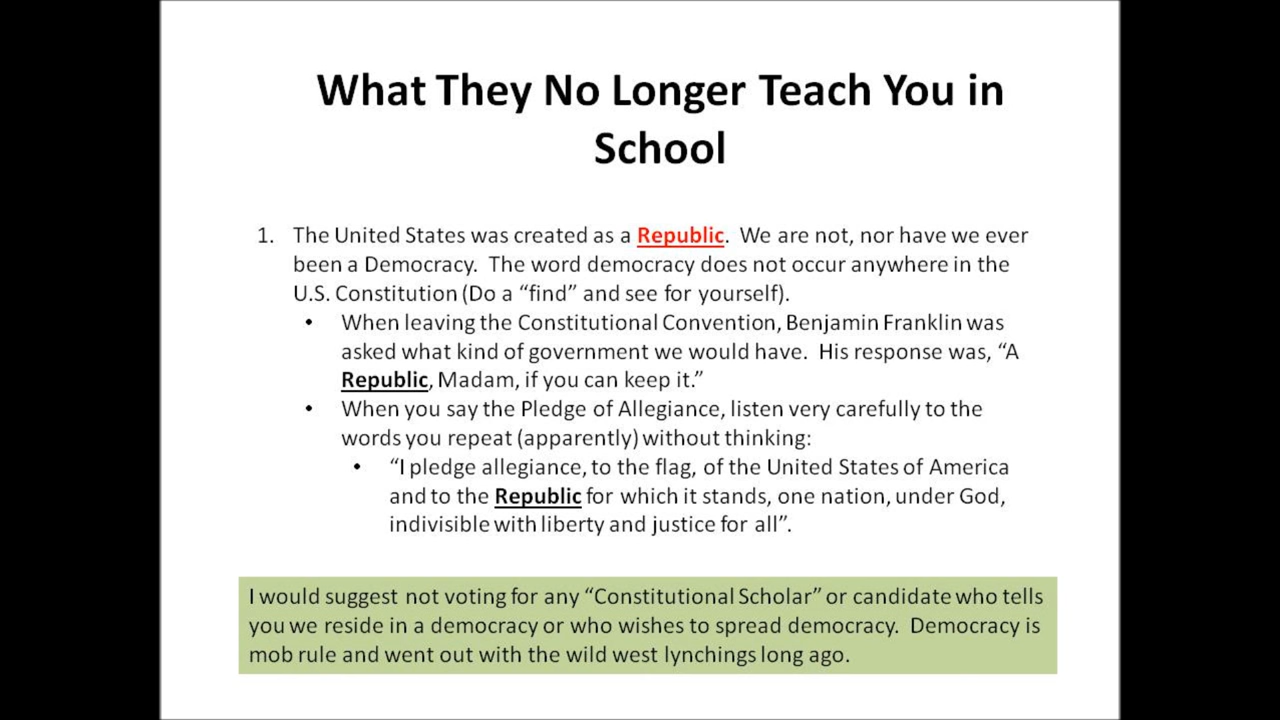 What They No Longer Teach You in
School
1. The United States was created as a Republic. We are not, nor have we ever
been a Democracy. The word democracy does not occur anywhere in the
U.S. Constitution (Do a “find” and see for yourself).
• When leaving the Constitutional Convention, Benjamin Franklin was
asked what kind of government we would have. His response was, “A
Republic, Madam, if you can keep it.”
• When you say the Pledge of Allegiance, listen very carefully to the
words you repeat (apparently) without thinking:
• “I pledge allegiance, to the flag, of the United States of America
and to the Republic for which it stands, one nation, under God,
indivisible with liberty and justice for all”.
I would suggest not voting for any “Constitutional Scholar” or candidate who tells
you we reside in a democracy or who wishes to spread democracy. Democracy is
mob rule and went out with the wild west lynchings long ago.